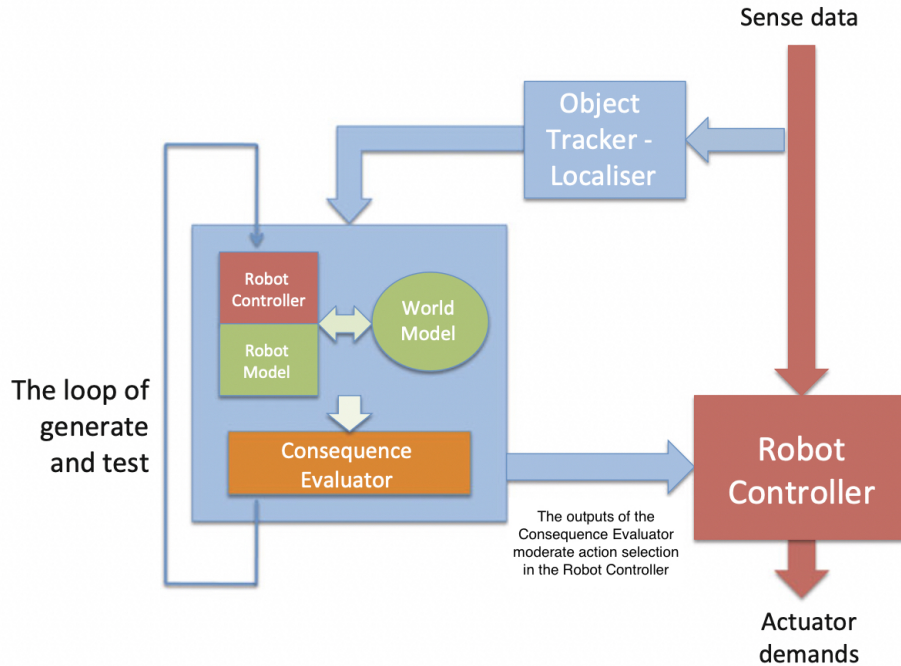 Sense data
Object
Tracker -
Localiser
Robot
Controller
World
Model
Robot
Model
The loop of
generate
and test
Consequence
Evaluator
Robot
Controller
The outputs of the
Consequence Evaluator
moderate action selection
in the Robot Controller
Actuator
demands